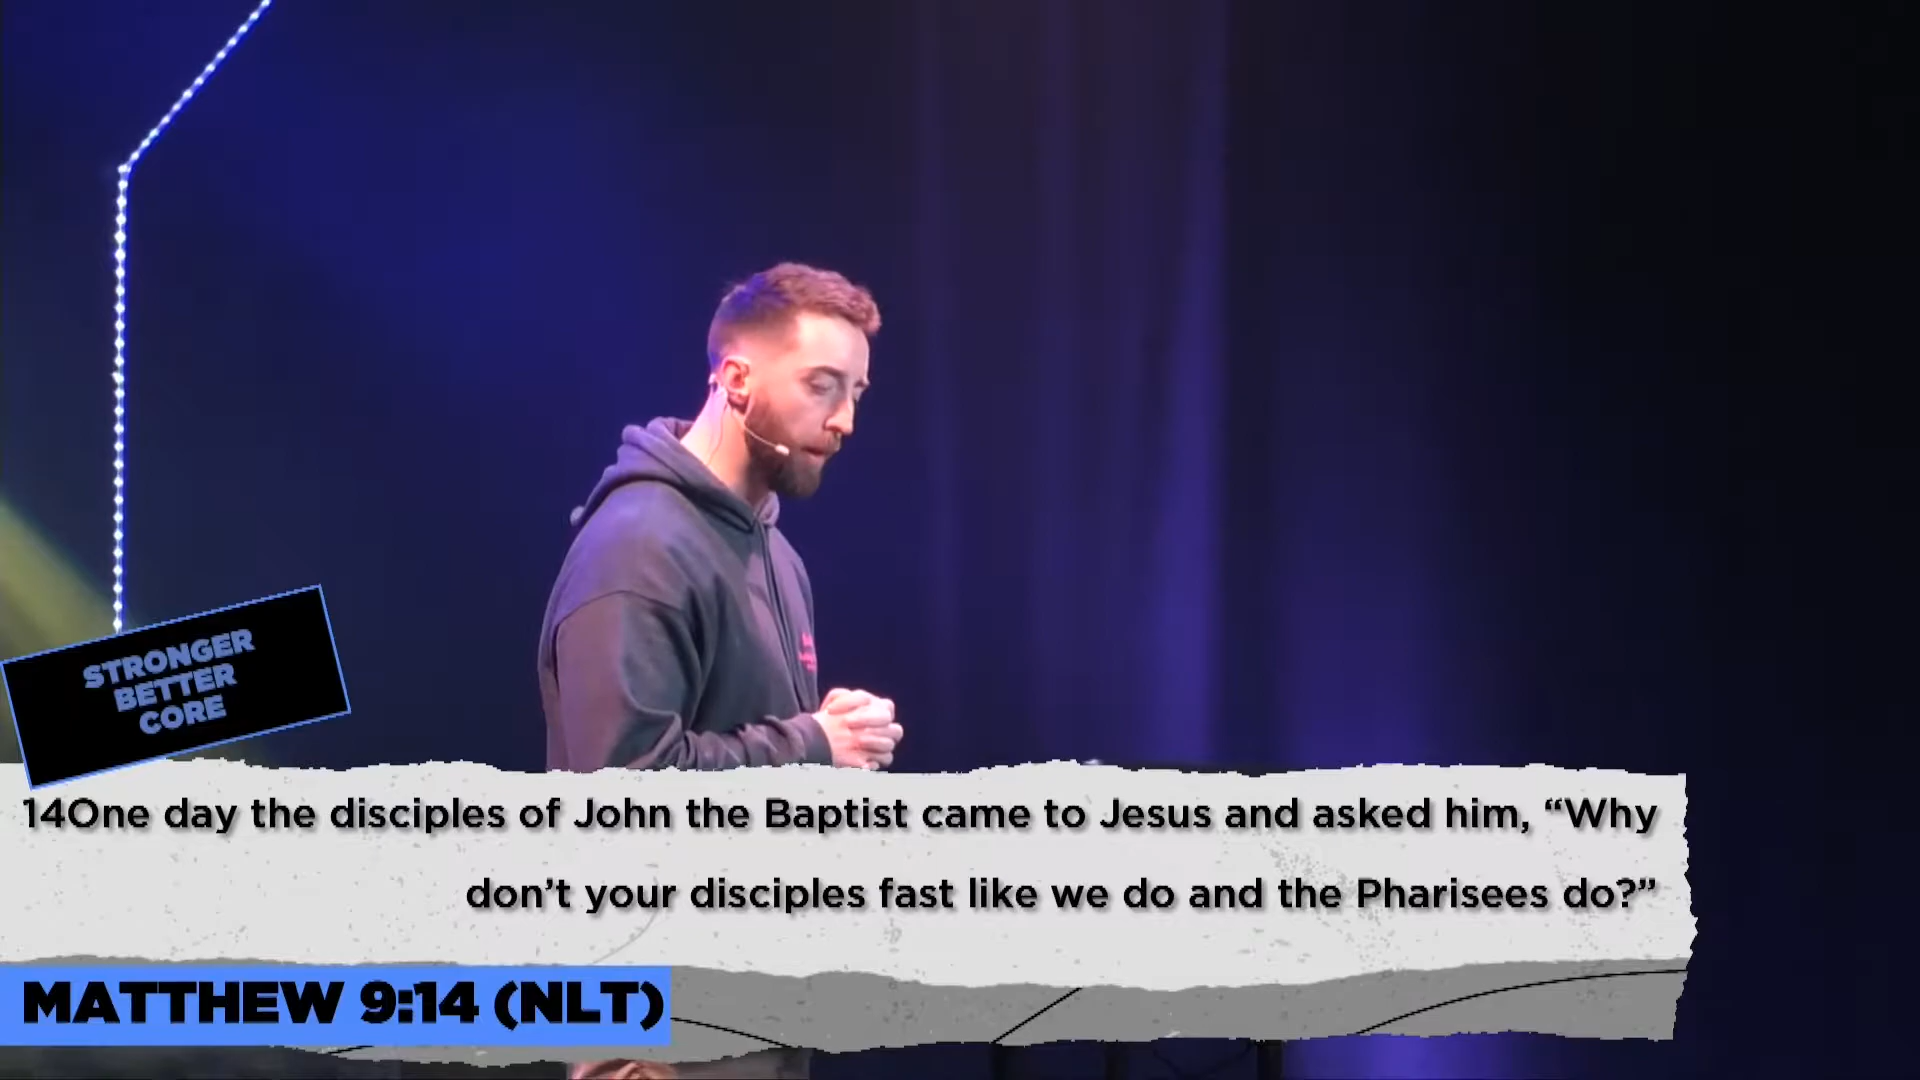 STRONGER
BETTER
CORE
14One day the disciples of John the Baptist came to Jesus and asked him, “Why
don’t your disciples fast like we do and the Pharisees do?”
MATTHEW 9:14 (NLT)